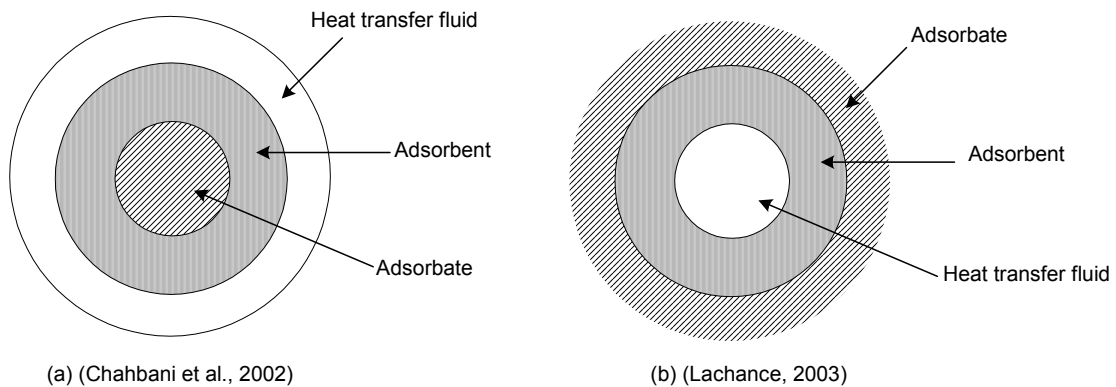 Heat transfer fluid
Adsorbent
Adsorbate
(a) (Chahbani et al., 2002)
Adsorbate
Adsorbent
Heat transfer fluid
(b) (Lachance, 2003)